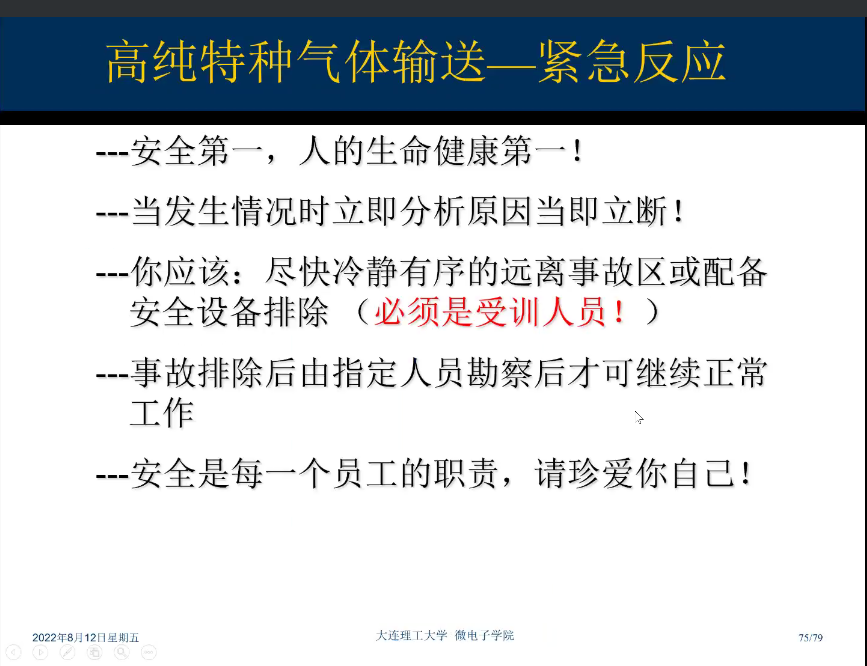 高纯特种气体输送—紧急反应
---安全第一，人的生命健康第一！
---当发生情况时立即分析原因当即立断！
---你应该：尽快冷静有序的远离事故区或配备
安全设备排除 （必须是受训人员！）
---事故排除后由指定人员勘察后才可继续正常
工作
---安全是每一个员工的职责，请珍爱你自己！
2022年8月12日星期五
大连理工大学 微电子学院
75/79